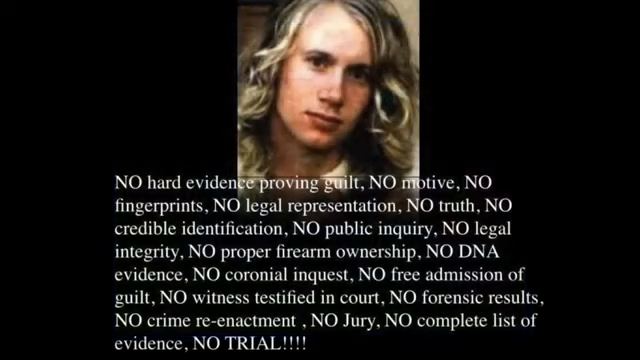 NO hard evidence proving guilt, NO motive, NO
fingerprints, NO legal representation, NO truth, NO
credible identification, NO public inquiry, NO legal
integrity, NO proper firearm ownership, NO DNA
evidence, NO coronial inquest, NO free admission of
guilt, NO witness testified in court, NO forensic results,
NO crime re-enactment , NO Jury, NO complete list of
evidence, NO TRIAL!!!!